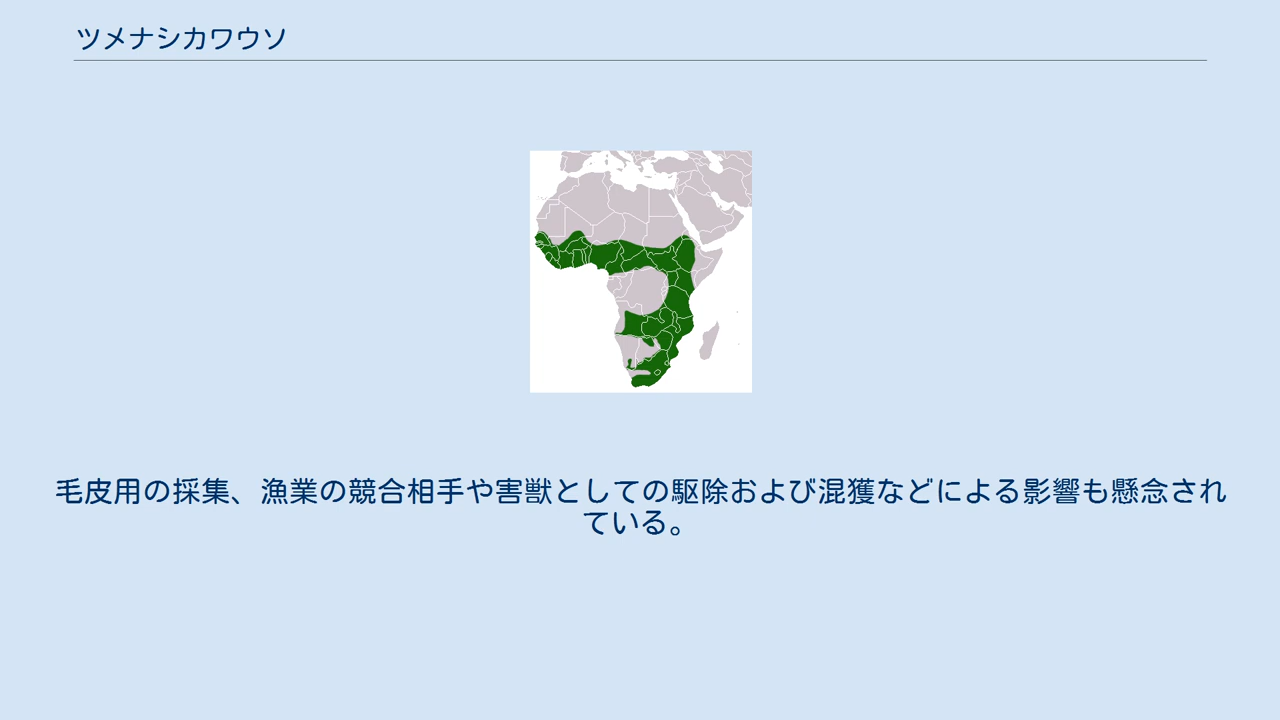 ツメナシカワウソ
毛皮用の採集、漁業の競合相手や害獣としての駆除および混獲などによる影響も懸念され
ている。